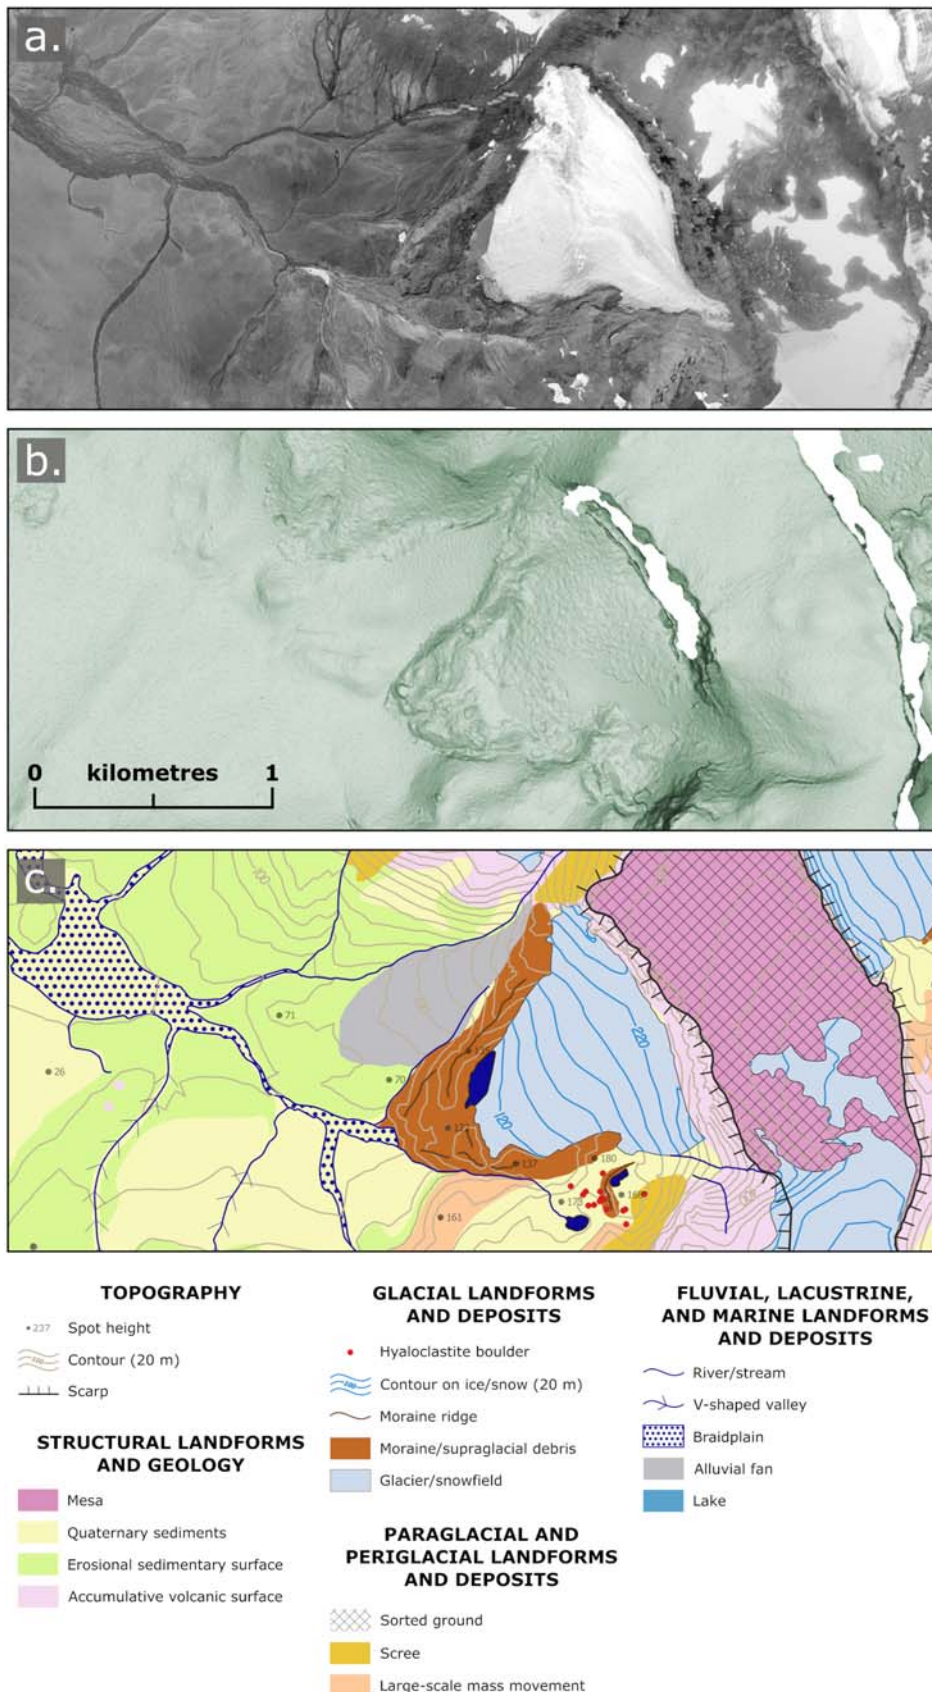 a.
b.
0 kilometres 1
c.
100
71
26
70
220
120
137
180
161
TOPOGRAPHY
237 Spot height
100 Contour (20 m)
Scarp
STRUCTURAL LANDFORMS
AND GEOLOGY
Mesa
Quaternary sediments
Erosional sedimentary surface
Accumulative volcanic surface
GLACIAL LANDFORMS
AND DEPOSITS
Hyaloclastite boulder
Contour on ice/snow (20 m)
Moraine ridge
Moraine/supraglacial debris
Glacier/snowfield
PARAGLACIAL AND
PERIGLACIAL LANDFORMS
AND DEPOSITS
Sorted ground
Scree
Large-scale mass movement
FLUVIAL, LACUSTRINE,
AND MARINE LANDFORMS
AND DEPOSITS
River/stream
V-shaped valley
Braidplain
Alluvial fan
Lake